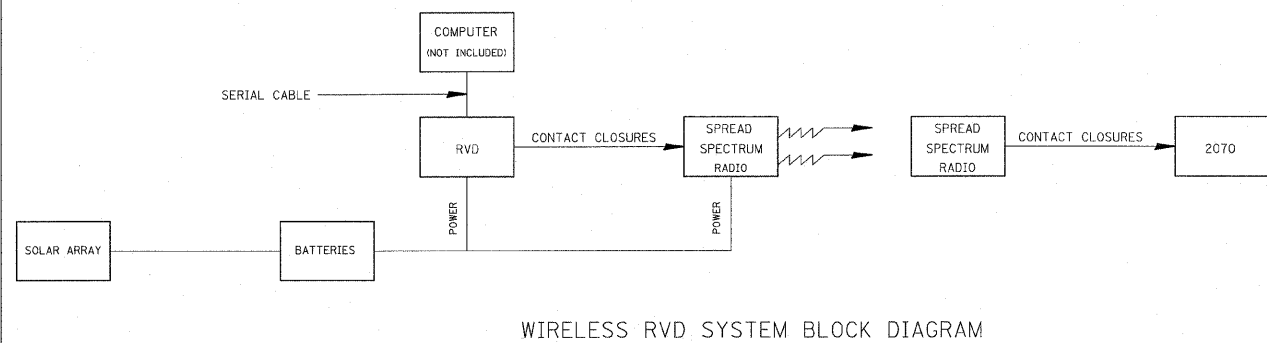 COMPUTER
(NOT INCLUDED)
SERIAL CABLE
RVD
CONTACT CLOSURES
SPREAD
SPECTRUM
RADIO
SPREAD
SPECTRUM
RADIO
CONTACT CLOSURES
2070
POWER
POWER
SOLAR ARRAY
BATTERIES
WIRELESS RVD SYSTEM BLOCK DIAGRAM